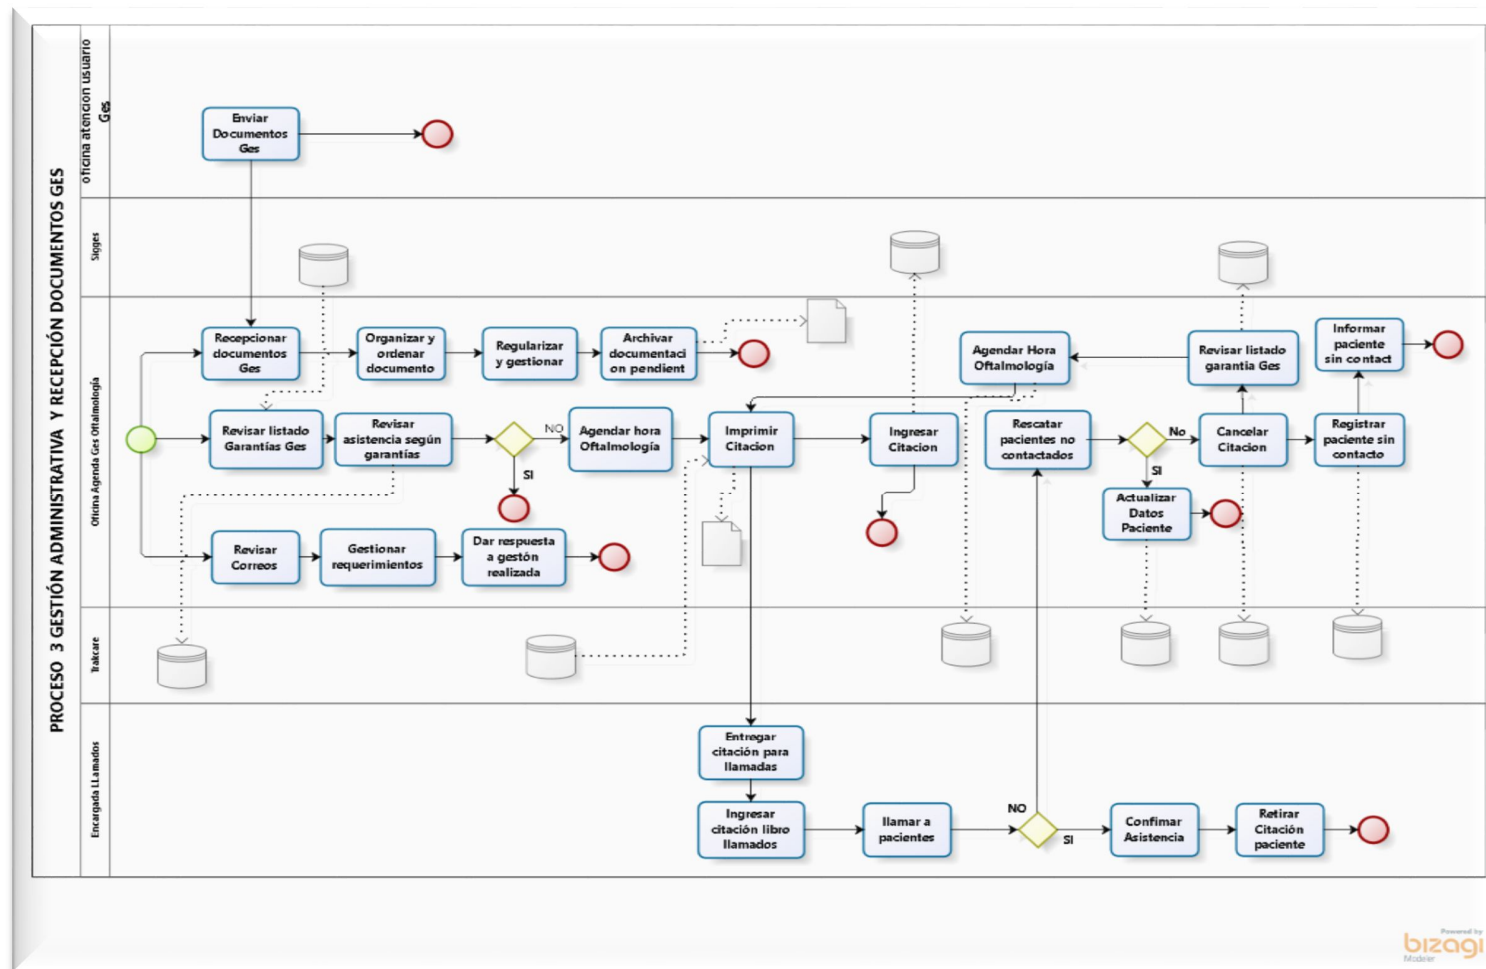 PROCESO 3 GESTIÓN ADMINISTRATIVA Y RECEPCIÓN DOCUMENTOS GES
oficina atencion usuario
Ges
Enviar
Documentos
Ges
Sigges
Oficina Agenda Ges Oftalmología
Recepcionar
documentos
Ges
Organizar y
ordenar
documento
Regularizar
y gestionar
Archivar
documentaci
on pendient
Agendar Hora
Oftalmología
Revisar listado
garantia Ges
Informar
paciente
sin contact
Revisar listado
Garantías Ges
Revisar
asistencia según
garantías
NO
SI
Agendar hora
Oftalmología
Imprimir
Citacion
Ingresar
Citacion
Rescatar
pacientes no
contactados
No
SI
Cancelar
Citacion
Registrar
paciente sin
contacto
Actualizar
Datos
Paciente
Revisar
Correos
Gestionar
requerimientos
Dar respuesta
a gestón
realizada
Trakcare
Encargada LLamados
Entregar
citación para
llamadas
Ingresar
citación libro
llamados
llamar a
pacientes
NO
SI
Confimar
Asistencia
Retirar
Citación
paciente
Powered by
bizagi
Modeler